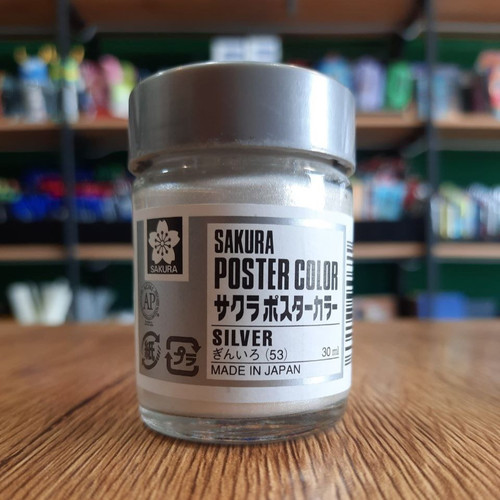 SAKURA
AP
紙
プラ
SAKURA
POSTER COLOR
サクラポスターカラー
SILVER
ぎんいろ (53) 30 ml
MADE IN JAPAN